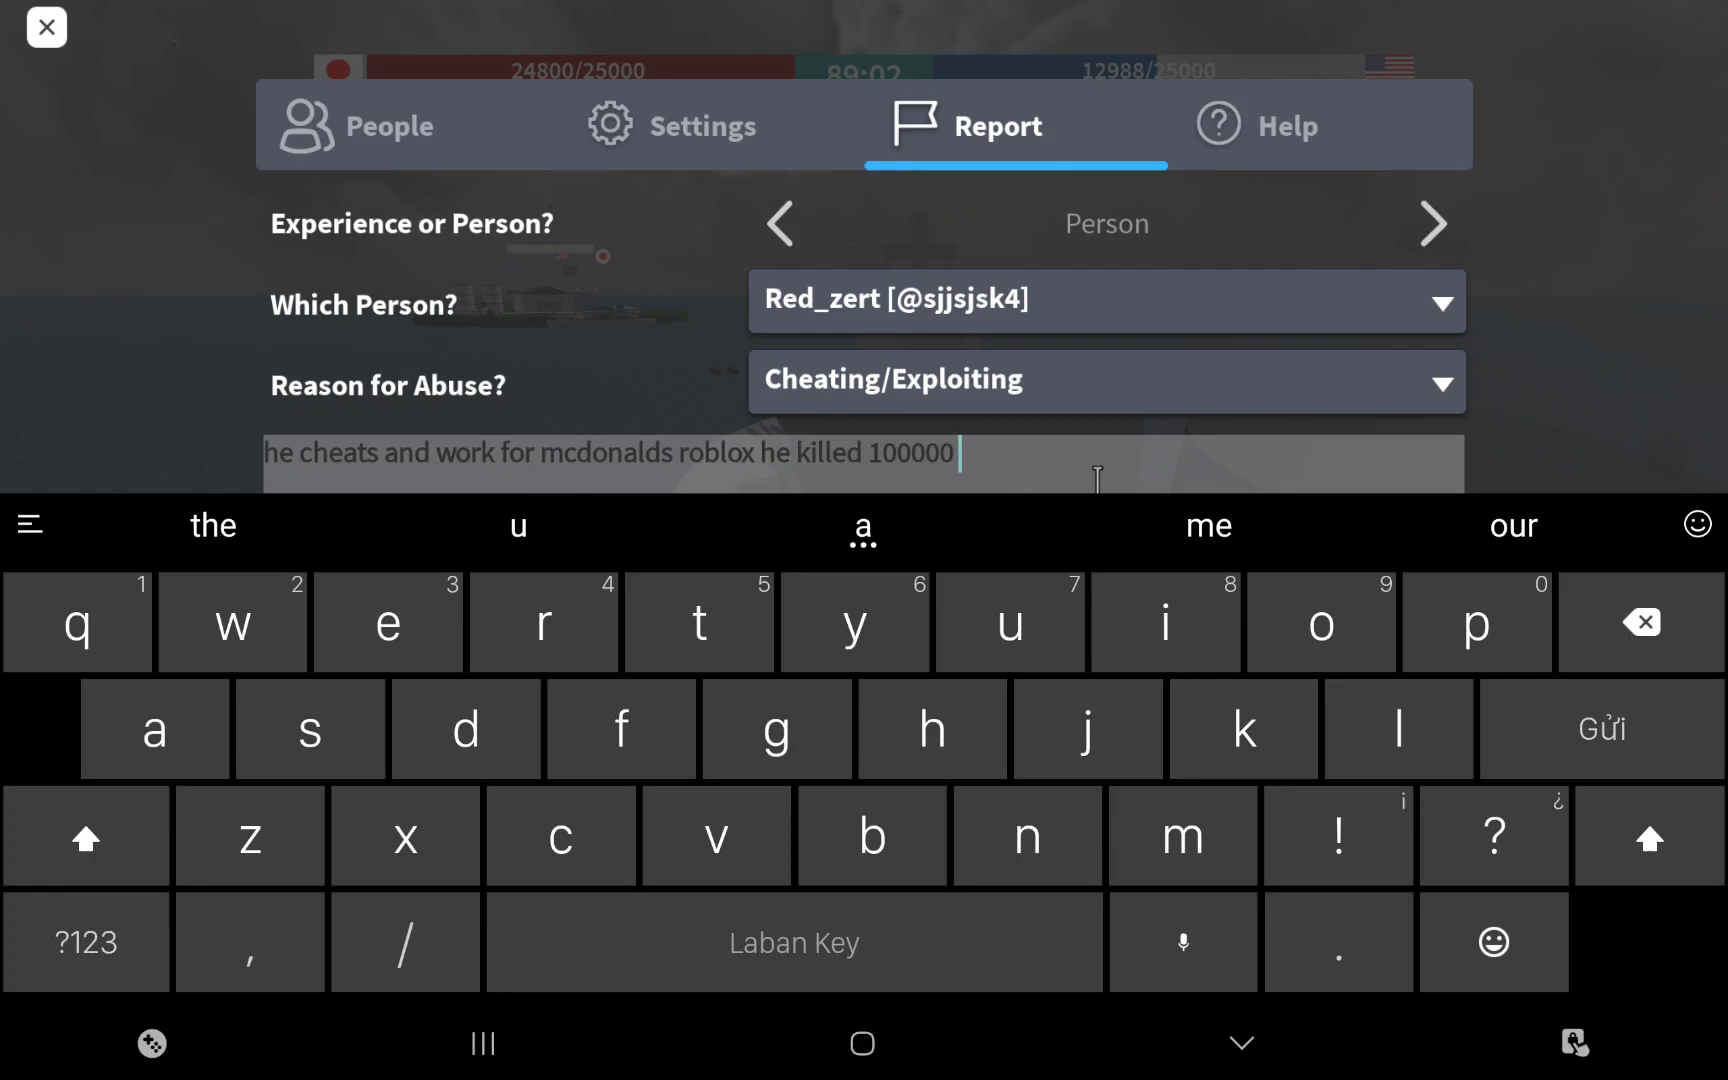 24800/25000 89:02 12988/25000
People Settings Report Help
Experience or Person? Person
Which Person? Red_zert [@sjjsjsk4]
Reason for Abuse? Cheating/Exploiting
he cheats and work for mcdonalds roblox he killed 100000
the u a me our
1 2 3 4 5 6 7 8 9 0
q w e r t y u i o p
a s d f g h j k l Gửi
¡ ¿
z x c v b n m ! ?
?123 , / Laban Key .